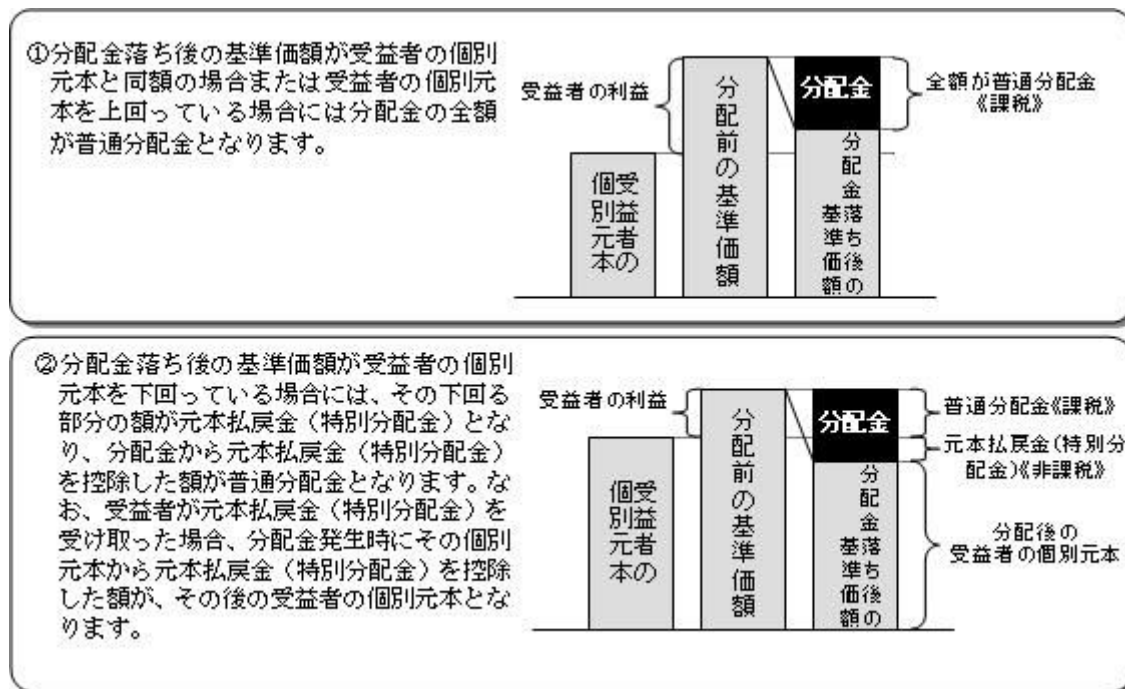 ①分配金落ち後の基準価額が受益者の個別
元本と同額の場合または受益者の個別元
本を上回っている場合には分配金の全額
が普通分配金となります。
受益者の利益
受益者の
個別元本
分配前の基準価額
分配金
分配金落ち後の
基準価額
全額が普通分配金
《課税》
②分配金落ち後の基準価額が受益者の個別
元本を下回っている場合には、その下回る
部分の額が元本払戻金（特別分配金）とな
り、分配金から元本払戻金（特別分配金）
を控除した額が普通分配金となります。な
お、受益者が元本払戻金（特別分配金）を
受け取った場合、分配金発生時にその個別
元本から元本払戻金（特別分配金）を控除
した額が、その後の受益者の個別元本とな
ります。
受益者の利益
受益者の
個別元本
分配前の基準価額
分配金
分配金落ち後の
基準価額
普通分配金《課税》
元本払戻金(特別分
配金)《非課税》
分配後の
受益者の個別元本